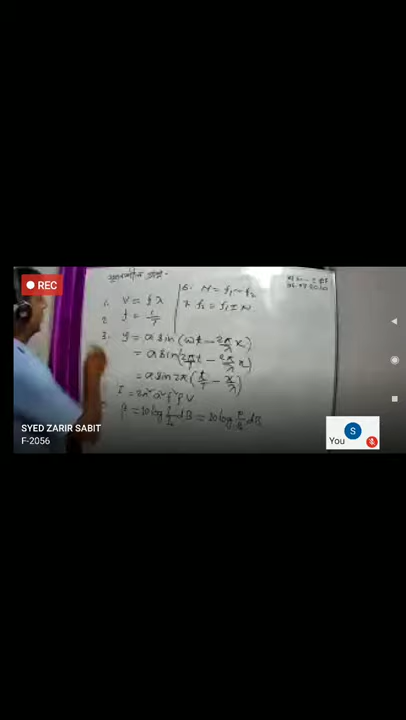 REC
1. V = fλ
2. f = 1/T
3. y = a sin (ωt − 2π/λ x)
= a sin (2π/T t − 2π/λ x)
= a sin 2π (t/T − x/λ)
I = 2π²a²f²ρV
β = 10 log I/I₀ dB = 10 log P/P₀ dB
6. N = f₁ ~ f₂
7. f₂ = f₁ ± N
SYED ZARIR SABIT
F-2056
S
You